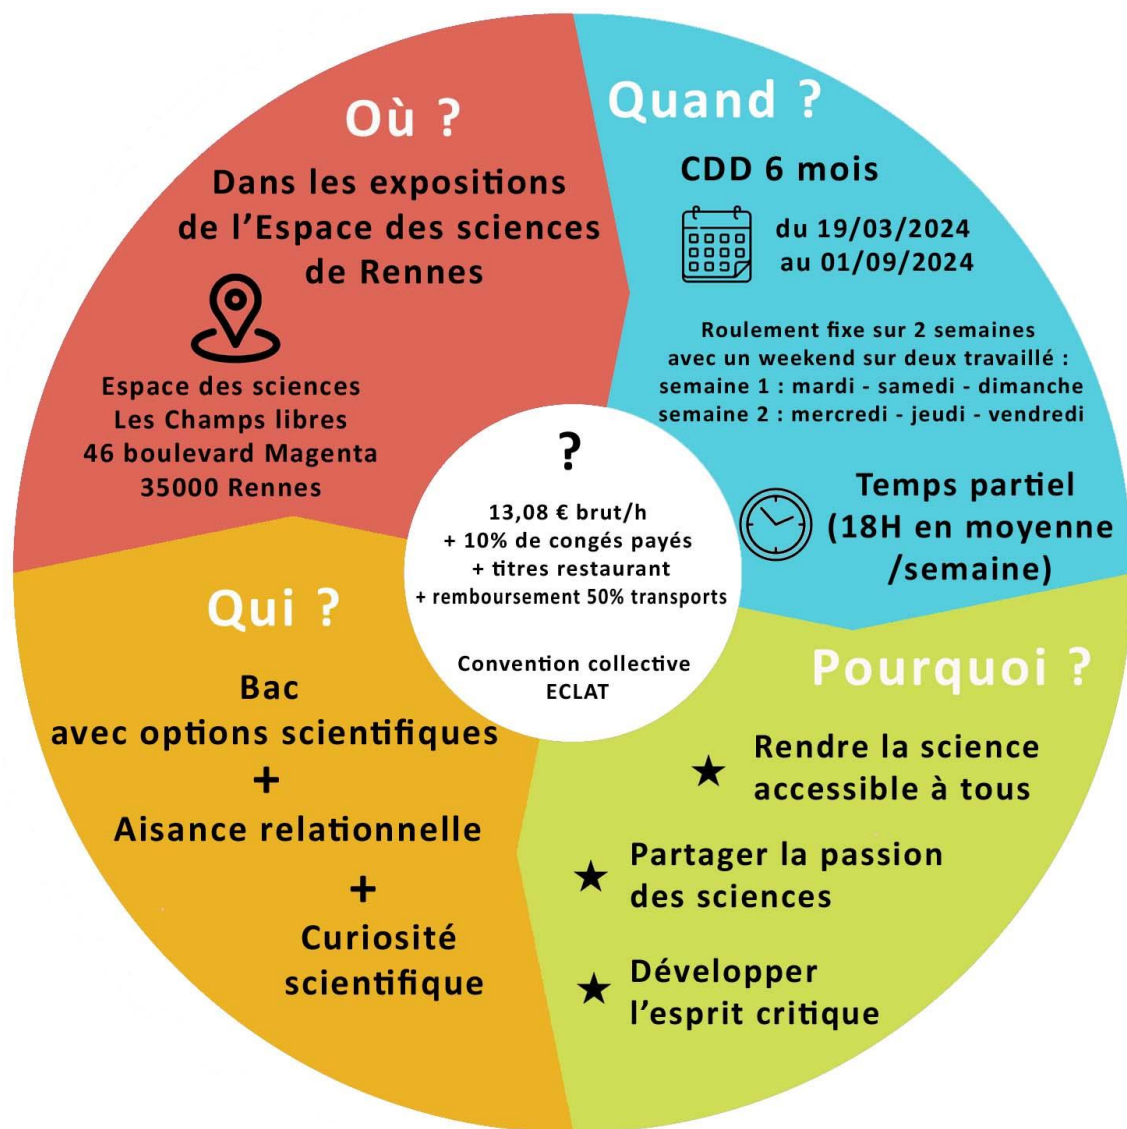 Où ?
Dans les expositions
de l'Espace des sciences
de Rennes
Espace des sciences
Les Champs libres
46 boulevard Magenta
35000 Rennes
Quand ?
CDD 6 mois
du 19/03/2024
au 01/09/2024
Roulement fixe sur 2 semaines
avec un weekend sur deux travaillé :
semaine 1 : mardi - samedi - dimanche
semaine 2 : mercredi - jeudi - vendredi
Temps partiel
(18H en moyenne
/semaine)
?
13,08 € brut/h
+ 10% de congés payés
+ titres restaurant
+ remboursement 50% transports
Convention collective
ECLAT
Qui ?
Bac
avec options scientifiques
+
Aisance relationnelle
+
Curiosité
scientifique
Pourquoi ?
Rendre la science
accessible à tous
Partager la passion
des sciences
Développer
l'esprit critique